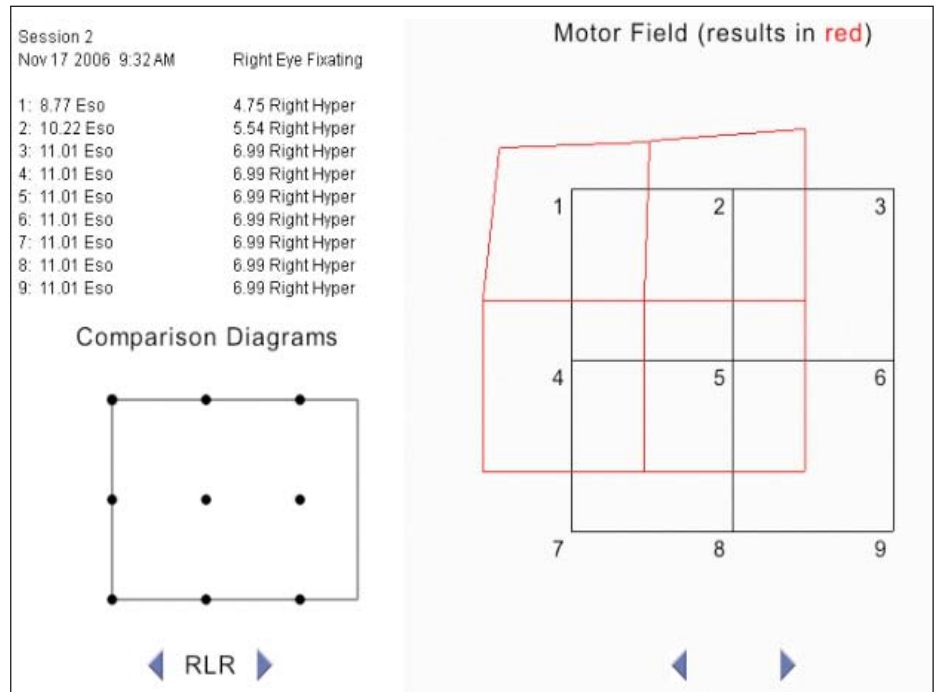 Session 2
Nov 17 2006 9:32 AM Right Eye Fixating
1: 8.77 Eso 4.75 Right Hyper
2: 10.22 Eso 5.54 Right Hyper
3: 11.01 Eso 6.99 Right Hyper
4: 11.01 Eso 6.99 Right Hyper
5: 11.01 Eso 6.99 Right Hyper
6: 11.01 Eso 6.99 Right Hyper
7: 11.01 Eso 6.99 Right Hyper
8: 11.01 Eso 6.99 Right Hyper
9: 11.01 Eso 6.99 Right Hyper
Comparison Diagrams
RLR
Motor Field (results in red)
1 2 3
4 5 6
7 8 9